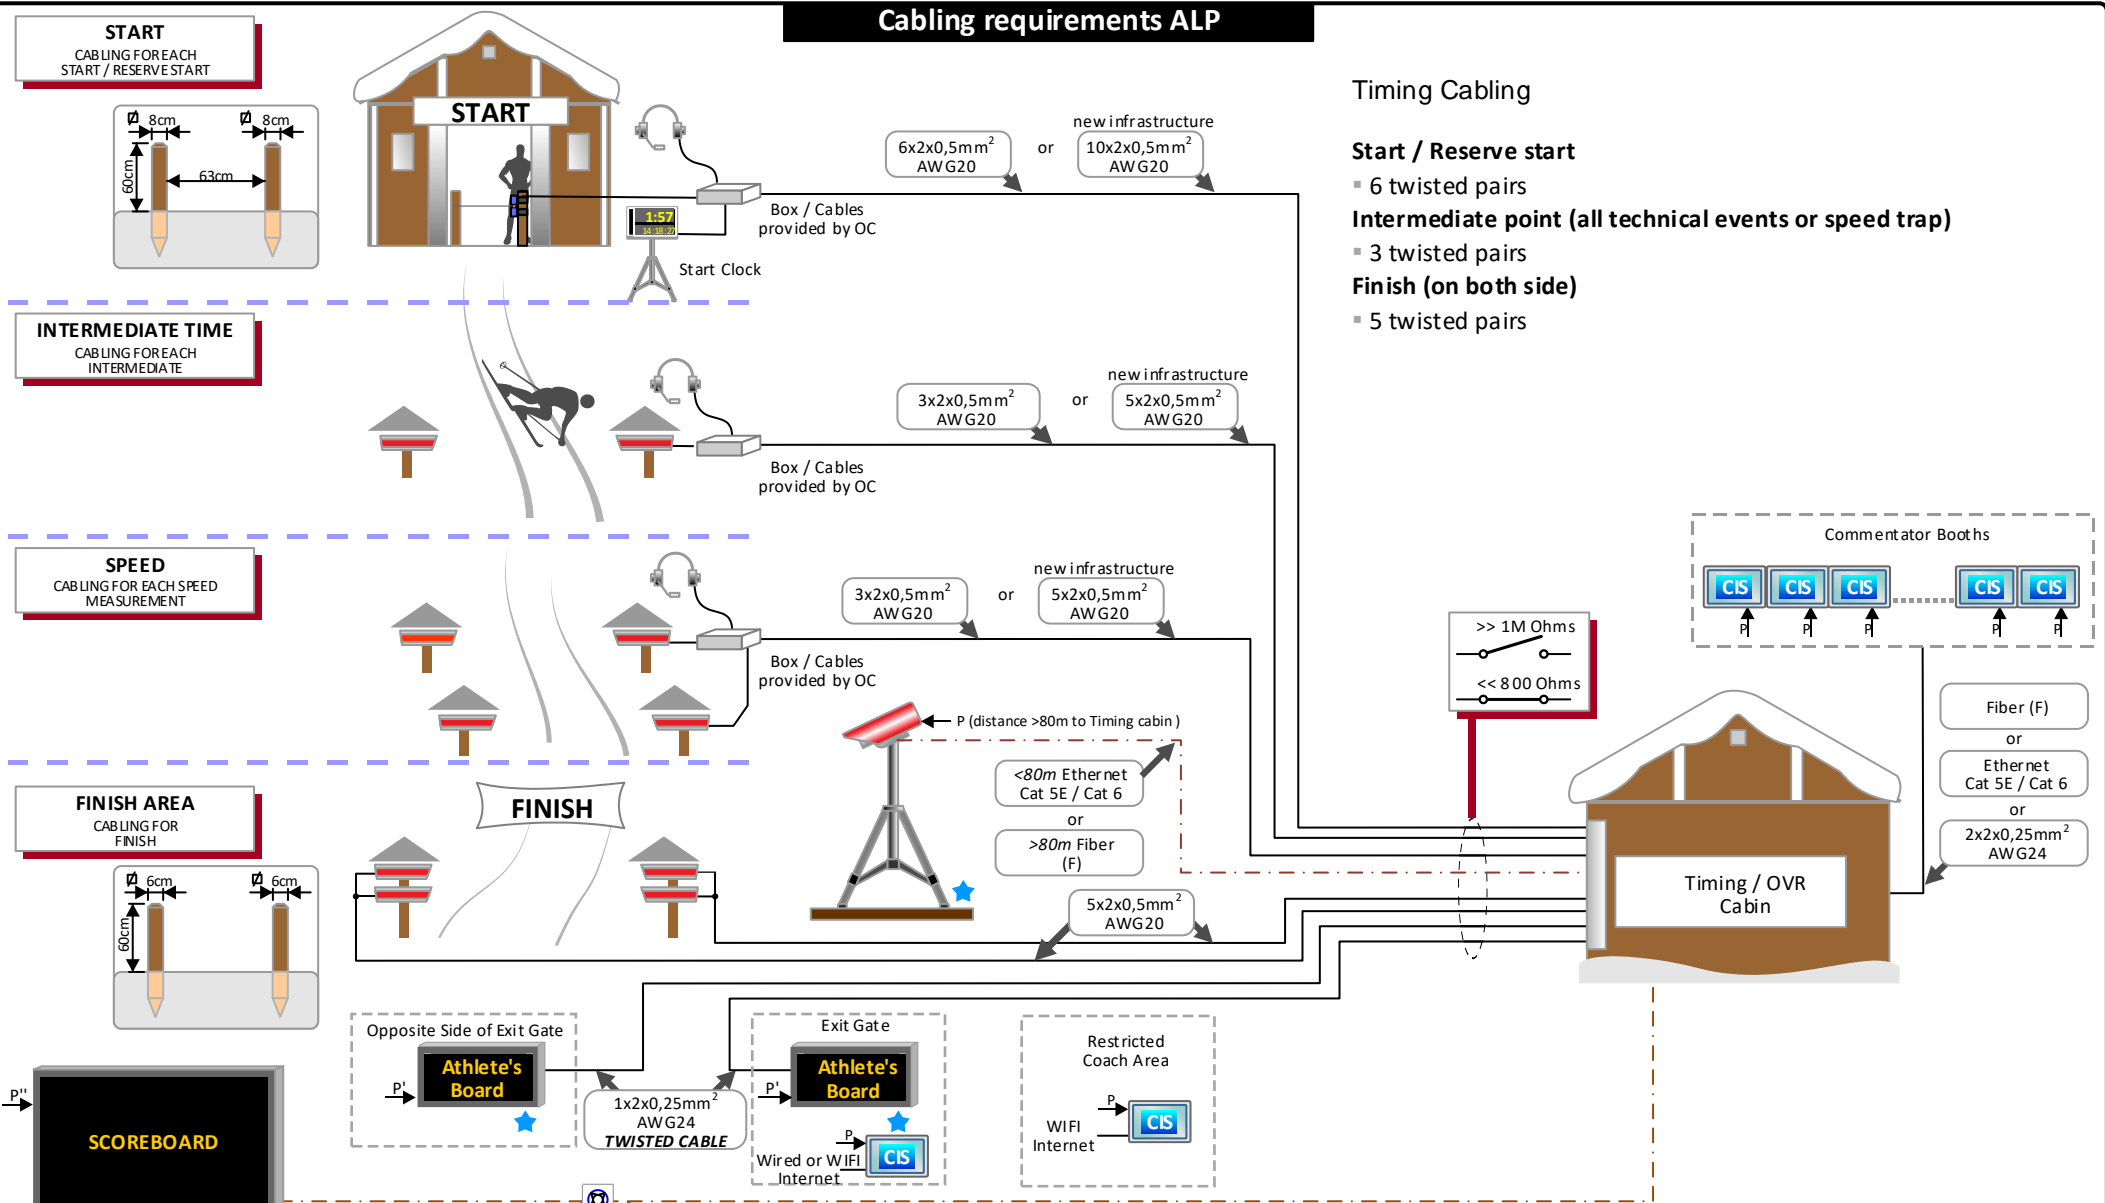 Cabling requirements ALP
START
CABLING FOR EACH
START / RESERVE START
8cm
8cm
60cm
63cm
START
1:57
14:18:27
Start Clock
Box / Cables
provided by OC
6x2x0,5mm²
AWG20
or
new infrastructure
10x2x0,5mm²
AWG20
Timing Cabling
Start / Reserve start
▪ 6 twisted pairs
Intermediate point (all technical events or speed trap)
▪ 3 twisted pairs
Finish (on both side)
▪ 5 twisted pairs
INTERMEDIATE TIME
CABLING FOR EACH
INTERMEDIATE
Box / Cables
provided by OC
3x2x0,5mm²
AWG20
or
new infrastructure
5x2x0,5mm²
AWG20
SPEED
CABLING FOR EACH SPEED
MEASUREMENT
Box / Cables
provided by OC
3x2x0,5mm²
AWG20
or
new infrastructure
5x2x0,5mm²
AWG20
P (distance >80m to Timing cabin )
<80m Ethernet
Cat 5E / Cat 6
or
>80m Fiber
(F)
>> 1M Ohms
<< 800 Ohms
Commentator Booths
CIS CIS CIS CIS CIS
P P P P P
Fiber (F)
or
Ethernet
Cat 5E / Cat 6
or
2x2x0,25mm²
AWG24
Timing / OVR
Cabin
FINISH AREA
CABLING FOR
FINISH
6cm
6cm
60cm
FINISH
5x2x0,5mm²
AWG20
Opposite Side of Exit Gate
Athlete's
Board
P'
1x2x0,25mm²
AWG24
TWISTED CABLE
Exit Gate
Athlete's
Board
P'
P
CIS
Wired or WIFI
Internet
Restricted
Coach Area
P
CIS
WIFI
Internet
P''
SCOREBOARD